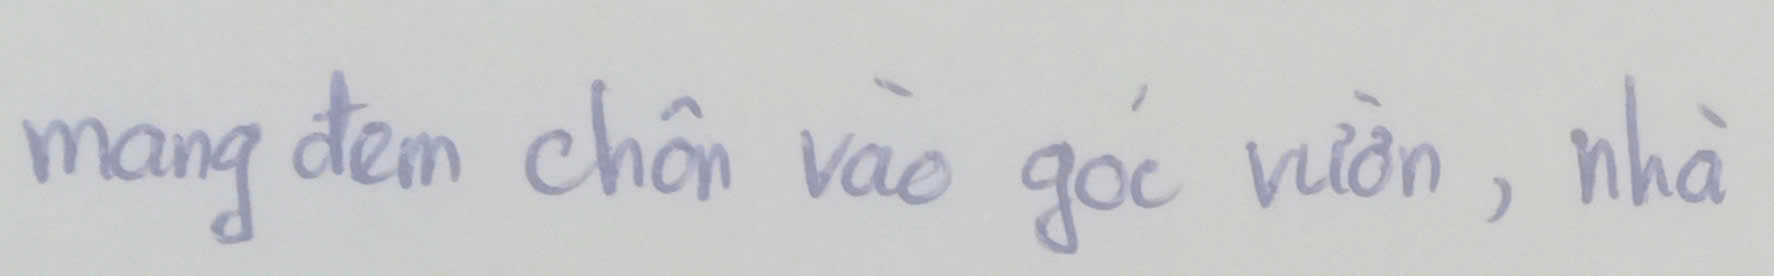 mang đem chôn vào góc vườn, nhà